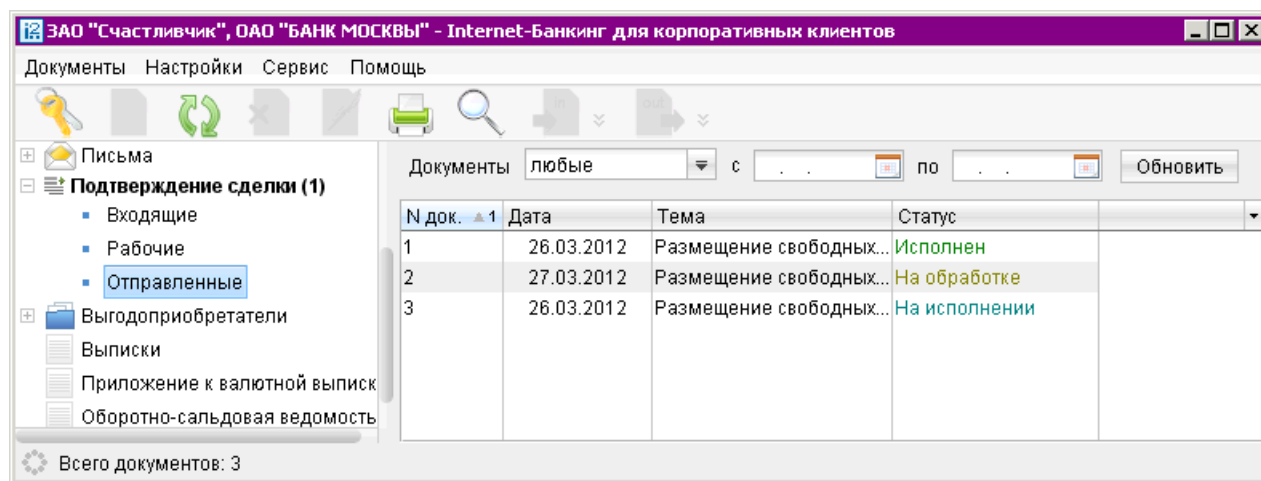 ЗАО "Счастливчик", ОАО "БАНК МОСКВЫ" - Internet-Банкинг для корпоративных клиентов
Документы Настройки Сервис Помощь
in out
Письма
Подтверждение сделки (1)
Входящие
Рабочие
Отправленные
Выгодоприобретатели
Выписки
Приложение к валютной выписк
Оборотно-сальдовая ведомость
Документы любые с . . по . . Обновить
N док. 1 Дата Тема Статус
1 26.03.2012 Размещение свободных... Исполнен
2 27.03.2012 Размещение свободных... На обработке
3 26.03.2012 Размещение свободных... На исполнении
Всего документов: 3